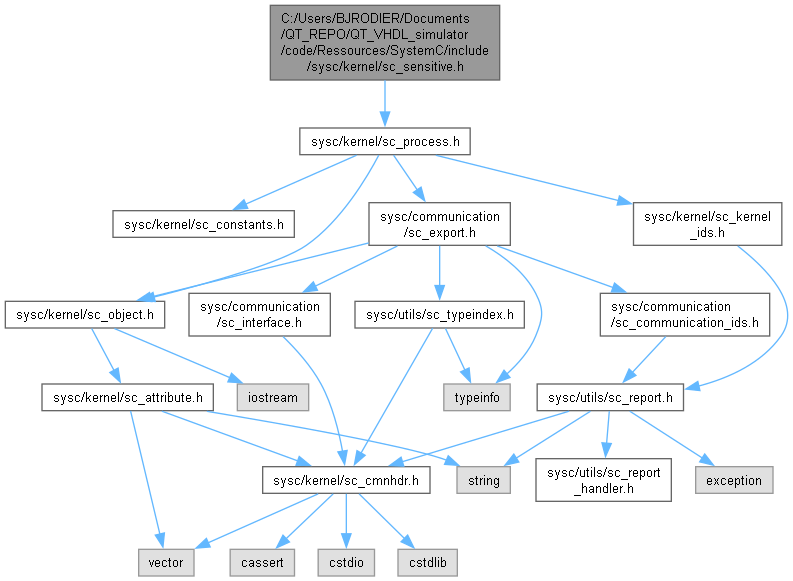 C:/Users/BJRODIER/Documents
/QT_REPO/QT_VHDL_simulator
/code/Ressources/SystemC/include
/sysc/kernel/sc_sensitive.h
sysc/kernel/sc_process.h
sysc/kernel/sc_constants.h
sysc/communication
/sc_export.h
sysc/kernel/sc_kernel
_ids.h
sysc/kernel/sc_object.h
sysc/communication
/sc_interface.h
sysc/utils/sc_typeindex.h
sysc/communication
/sc_communication_ids.h
sysc/kernel/sc_attribute.h
iostream
typeinfo
sysc/utils/sc_report.h
sysc/kernel/sc_cmnhdr.h
string
sysc/utils/sc_report
_handler.h
exception
vector
cassert
cstdio
cstdlib